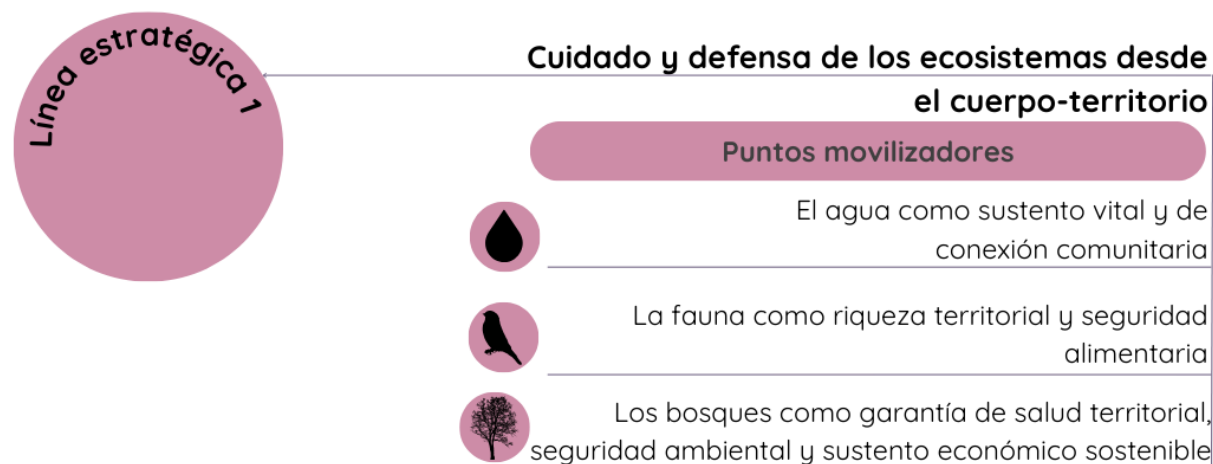 Línea estratégica 1
Cuidado y defensa de los ecosistemas desde
el cuerpo-territorio
Puntos movilizadores
El agua como sustento vital y de
conexión comunitaria
La fauna como riqueza territorial y seguridad
alimentaria
Los bosques como garantía de salud territorial,
seguridad ambiental y sustento económico sostenible